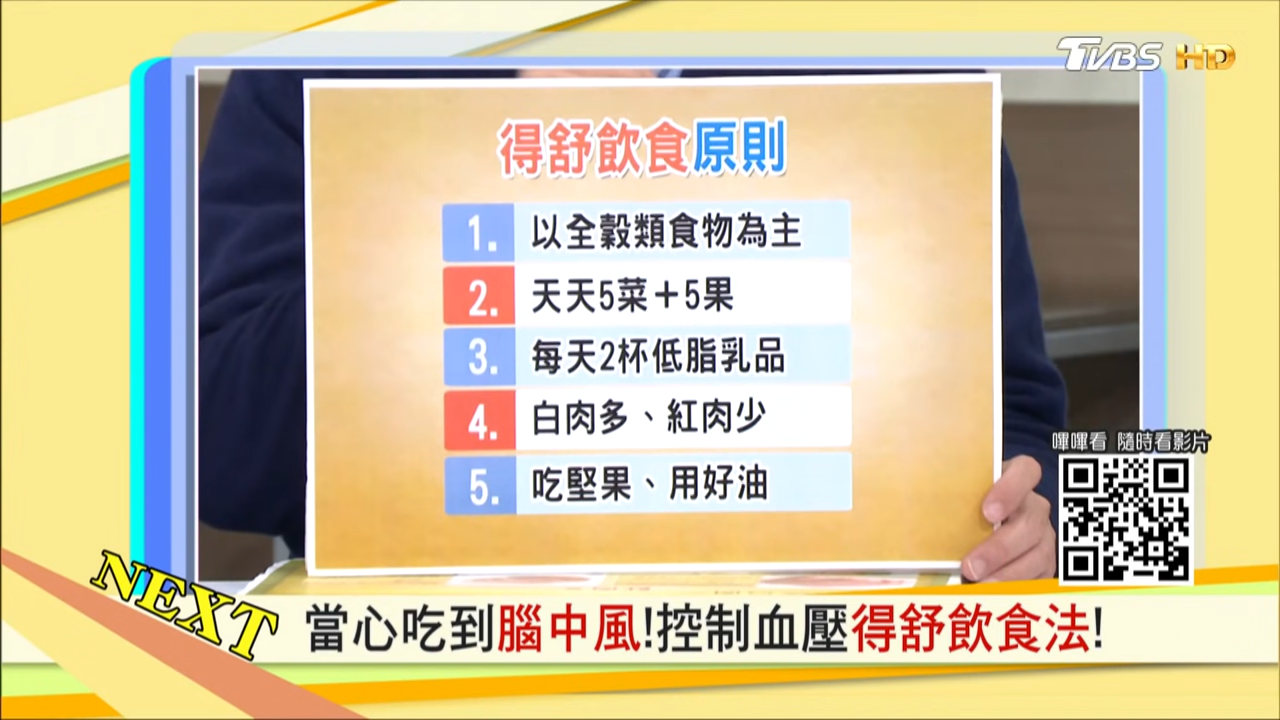 TVBS HD
得舒飲食原則
1. 以全穀類食物為主
2. 天天5菜＋5果
3. 每天2杯低脂乳品
4. 白肉多、紅肉少
5. 吃堅果、用好油
嗶嗶看 隨時看影片
NEXT
當心吃到腦中風!控制血壓得舒飲食法!